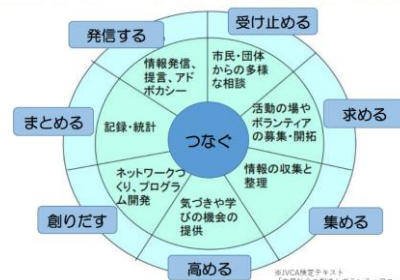 発信する
受け止める
情報発信、
提言、アド
ボカシー
市民・団体
からの多様
な相談
まとめる
記録・統計
つなぐ
活動の場や
ボランティア
の募集・開拓
求める
ネットワークづ
くり、プログラ
ム開発
気づきや学
びの機会の
提供
情報の収集と
整理
創りだす
高める
集める
※JVCA検定テキスト